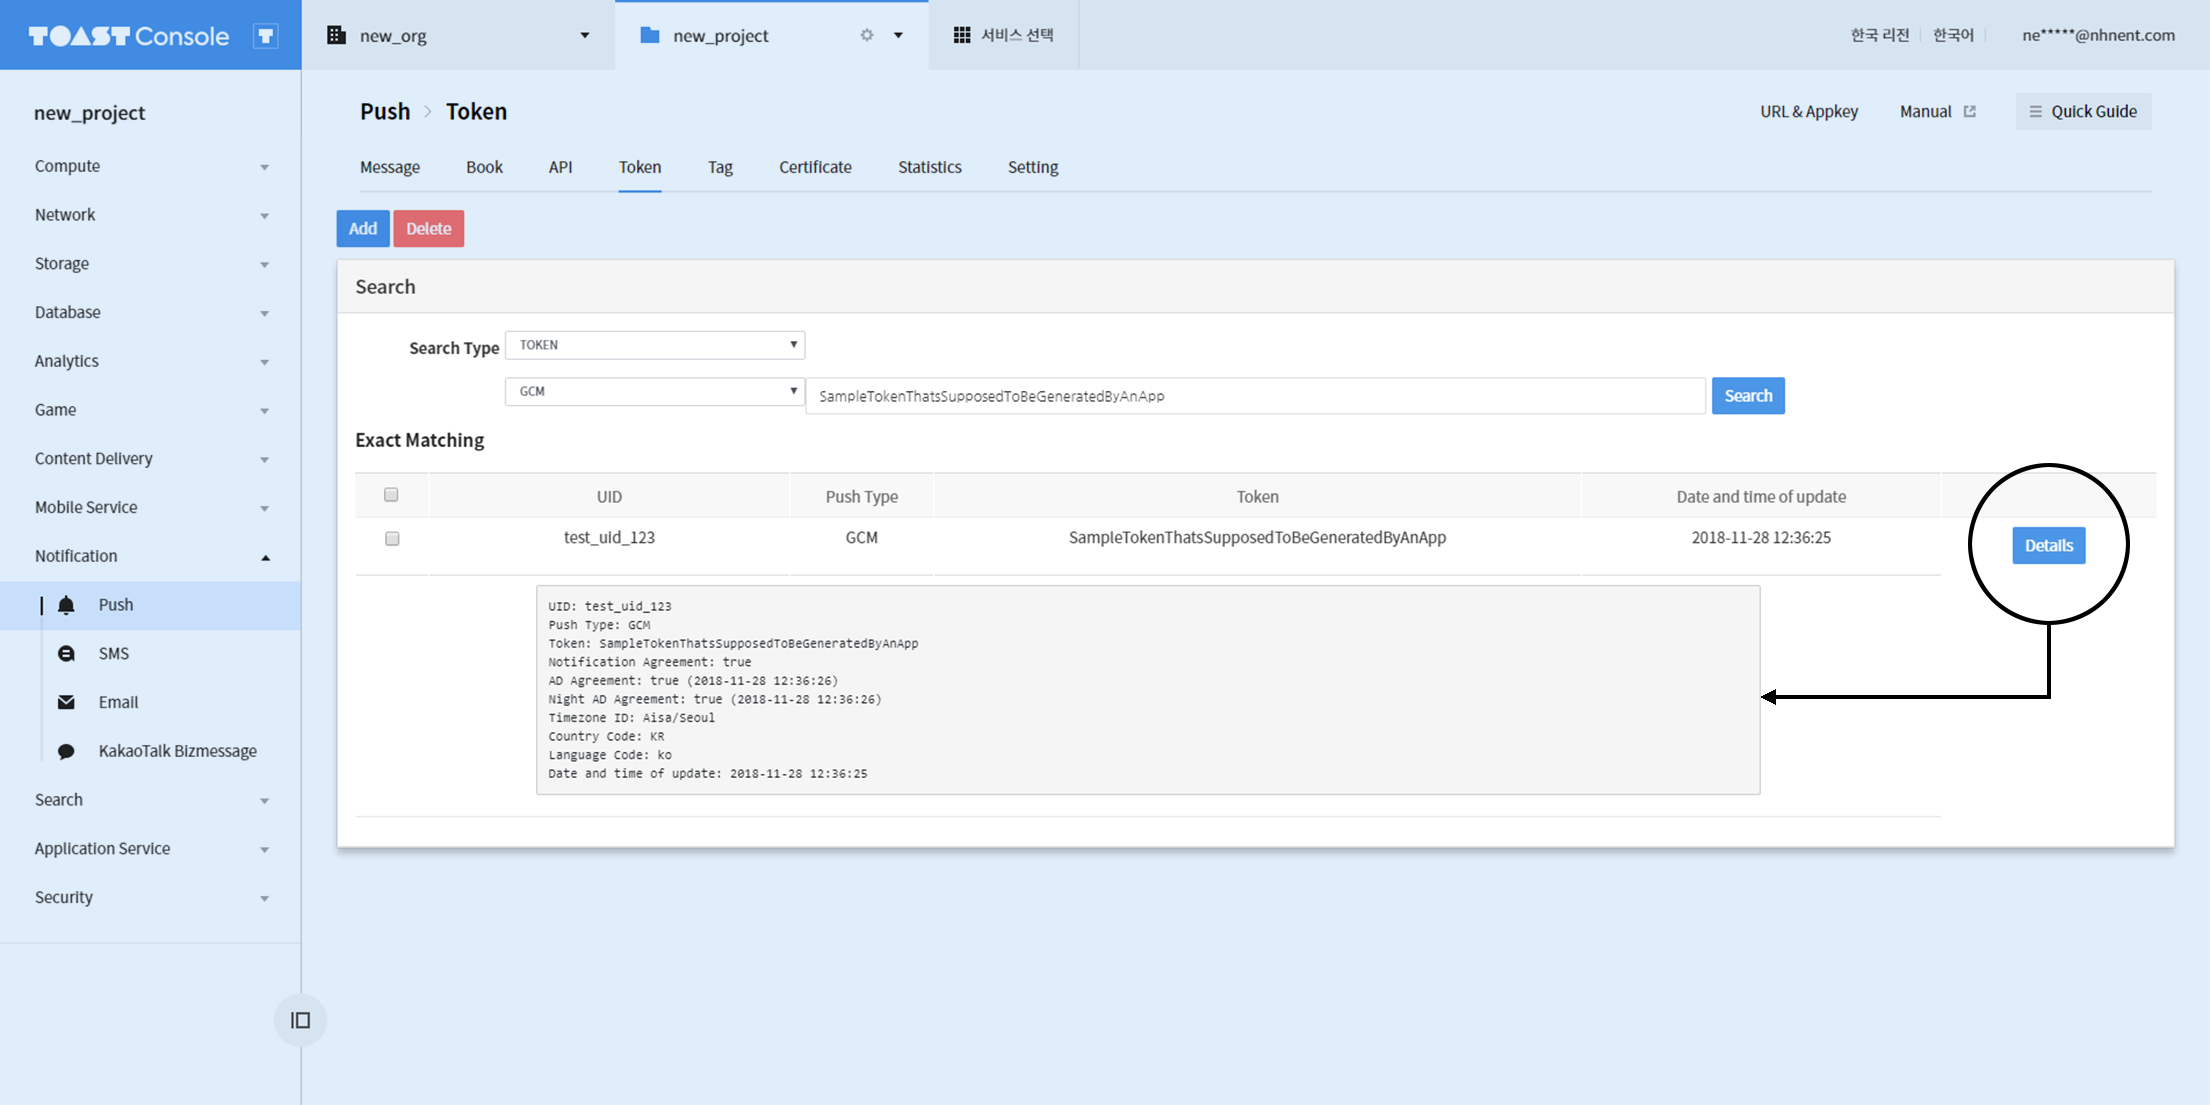 TOAST Console
T
new_org
new_project
서비스 선택
한국 리전
한국어
ne*****@nhnent.com
new_project
Compute
Network
Storage
Database
Analytics
Game
Content Delivery
Mobile Service
Notification
Push
SMS
Email
KakaoTalk Bizmessage
Search
Application Service
Security
Push > Token
URL & Appkey
Manual
Quick Guide
Message Book API Token Tag Certificate Statistics Setting
Add Delete
Search
Search Type TOKEN
GCM SampleTokenThatsSupposedToBeGeneratedByAnApp Search
Exact Matching
UID Push Type Token Date and time of update
test_uid_123 GCM SampleTokenThatsSupposedToBeGeneratedByAnApp 2018-11-28 12:36:25 Details
UID: test_uid_123
Push Type: GCM
Token: SampleTokenThatsSupposedToBeGeneratedByAnApp
Notification Agreement: true
AD Agreement: true (2018-11-28 12:36:26)
Night AD Agreement: true (2018-11-28 12:36:26)
Timezone ID: Aisa/Seoul
Country Code: KR
Language Code: ko
Date and time of update: 2018-11-28 12:36:25